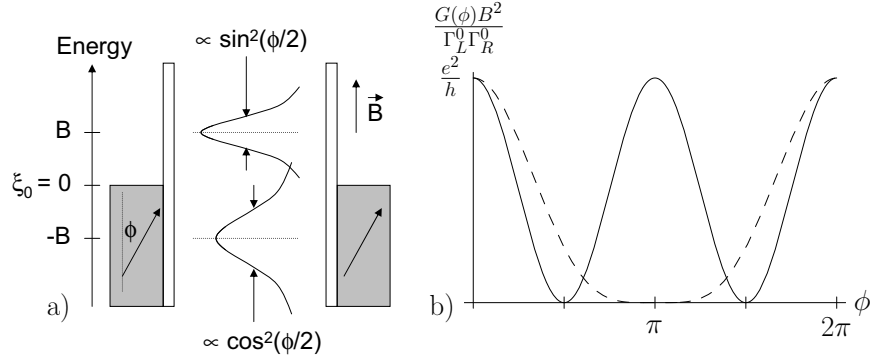 ∝ sin²(ϕ/2)
Energy
B⃗
B
ξ₀ = 0
ϕ
-B
a)
∝ cos²(ϕ/2)
G(ϕ)B²
Γ⁰_L Γ⁰_R
e²
h
b)
π
2π
ϕ